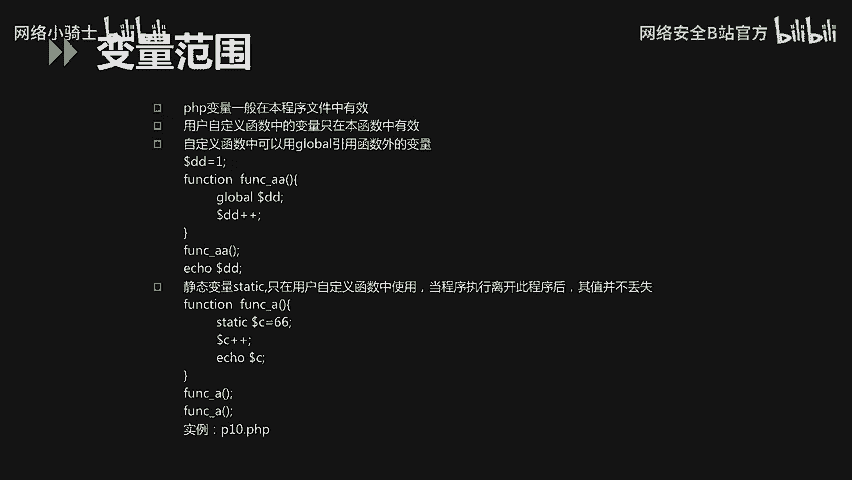 网络小骑士 bilibili
网络安全B站官方 bilibili
变量范围
php变量一般在本程序文件中有效
用户自定义函数中的变量只在本函数中有效
自定义函数中可以用global引用函数外的变量
$dd=1;
function func_aa(){
global $dd;
$dd++;
}
func_aa();
echo $dd;
静态变量static,只在用户自定义函数中使用，当程序执行离开此程序后，其值并不丢失
function func_a(){
static $c=66;
$c++;
echo $c;
}
func_a();
func_a();
实例：p10.php